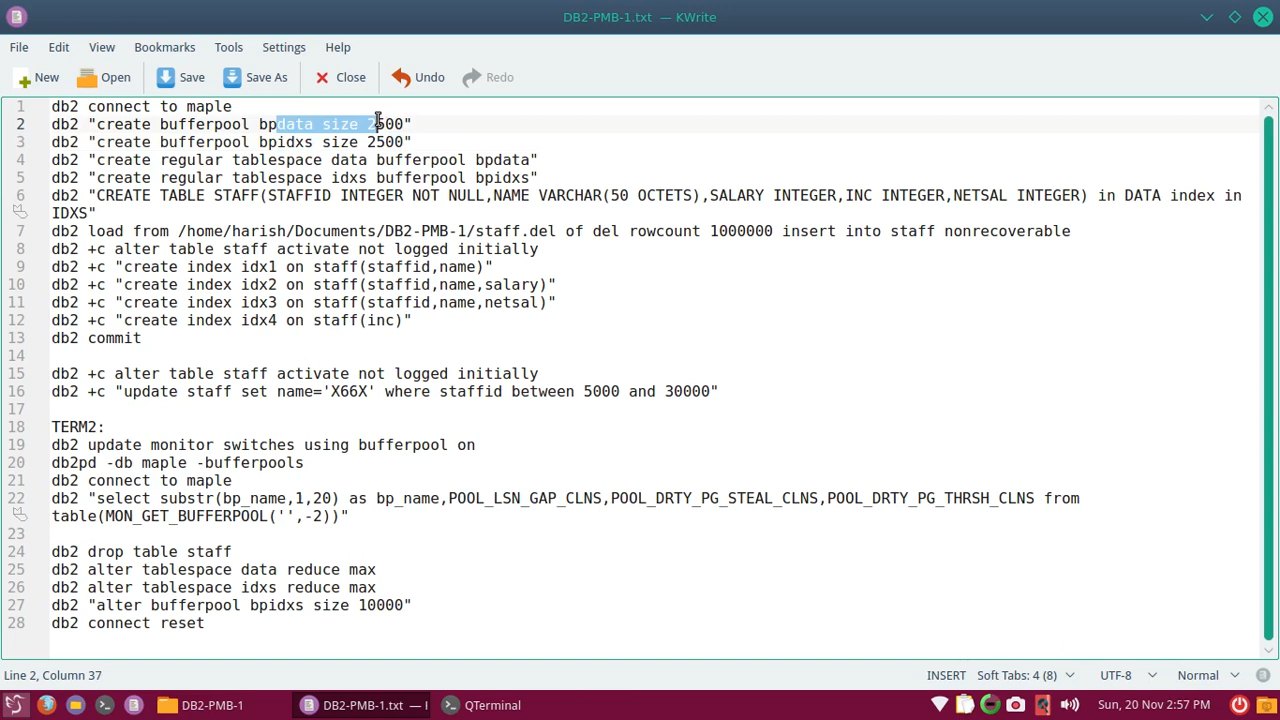 DB2-PMB-1.txt — KWrite
File Edit View Bookmarks Tools Settings Help
New Open Save Save As Close Undo Redo
1 db2 connect to maple
2 db2 "create bufferpool bpdata size 2500"
3 db2 "create bufferpool bpidxs size 2500"
4 db2 "create regular tablespace data bufferpool bpdata"
5 db2 "create regular tablespace idxs bufferpool bpidxs"
6 db2 "CREATE TABLE STAFF(STAFFID INTEGER NOT NULL,NAME VARCHAR(50 OCTETS),SALARY INTEGER,INC INTEGER,NETSAL INTEGER) in DATA index in
IDXS"
7 db2 load from /home/harish/Documents/DB2-PMB-1/staff.del of del rowcount 1000000 insert into staff nonrecoverable
8 db2 +c alter table staff activate not logged initially
9 db2 +c "create index idx1 on staff(staffid,name)"
10 db2 +c "create index idx2 on staff(staffid,name,salary)"
11 db2 +c "create index idx3 on staff(staffid,name,netsal)"
12 db2 +c "create index idx4 on staff(inc)"
13 db2 commit
14
15 db2 +c alter table staff activate not logged initially
16 db2 +c "update staff set name='X66X' where staffid between 5000 and 30000"
17
18 TERM2:
19 db2 update monitor switches using bufferpool on
20 db2pd -db maple -bufferpools
21 db2 connect to maple
22 db2 "select substr(bp_name,1,20) as bp_name,POOL_LSN_GAP_CLNS,POOL_DRTY_PG_STEAL_CLNS,POOL_DRTY_PG_THRSH_CLNS from
table(MON_GET_BUFFERPOOL('',-2))"
23
24 db2 drop table staff
25 db2 alter tablespace data reduce max
26 db2 alter tablespace idxs reduce max
27 db2 "alter bufferpool bpidxs size 10000"
28 db2 connect reset
Line 2, Column 37 INSERT Soft Tabs: 4 (8) UTF-8 Normal
DB2-PMB-1 DB2-PMB-1.txt — QTerminal Sun, 20 Nov 2:57 PM